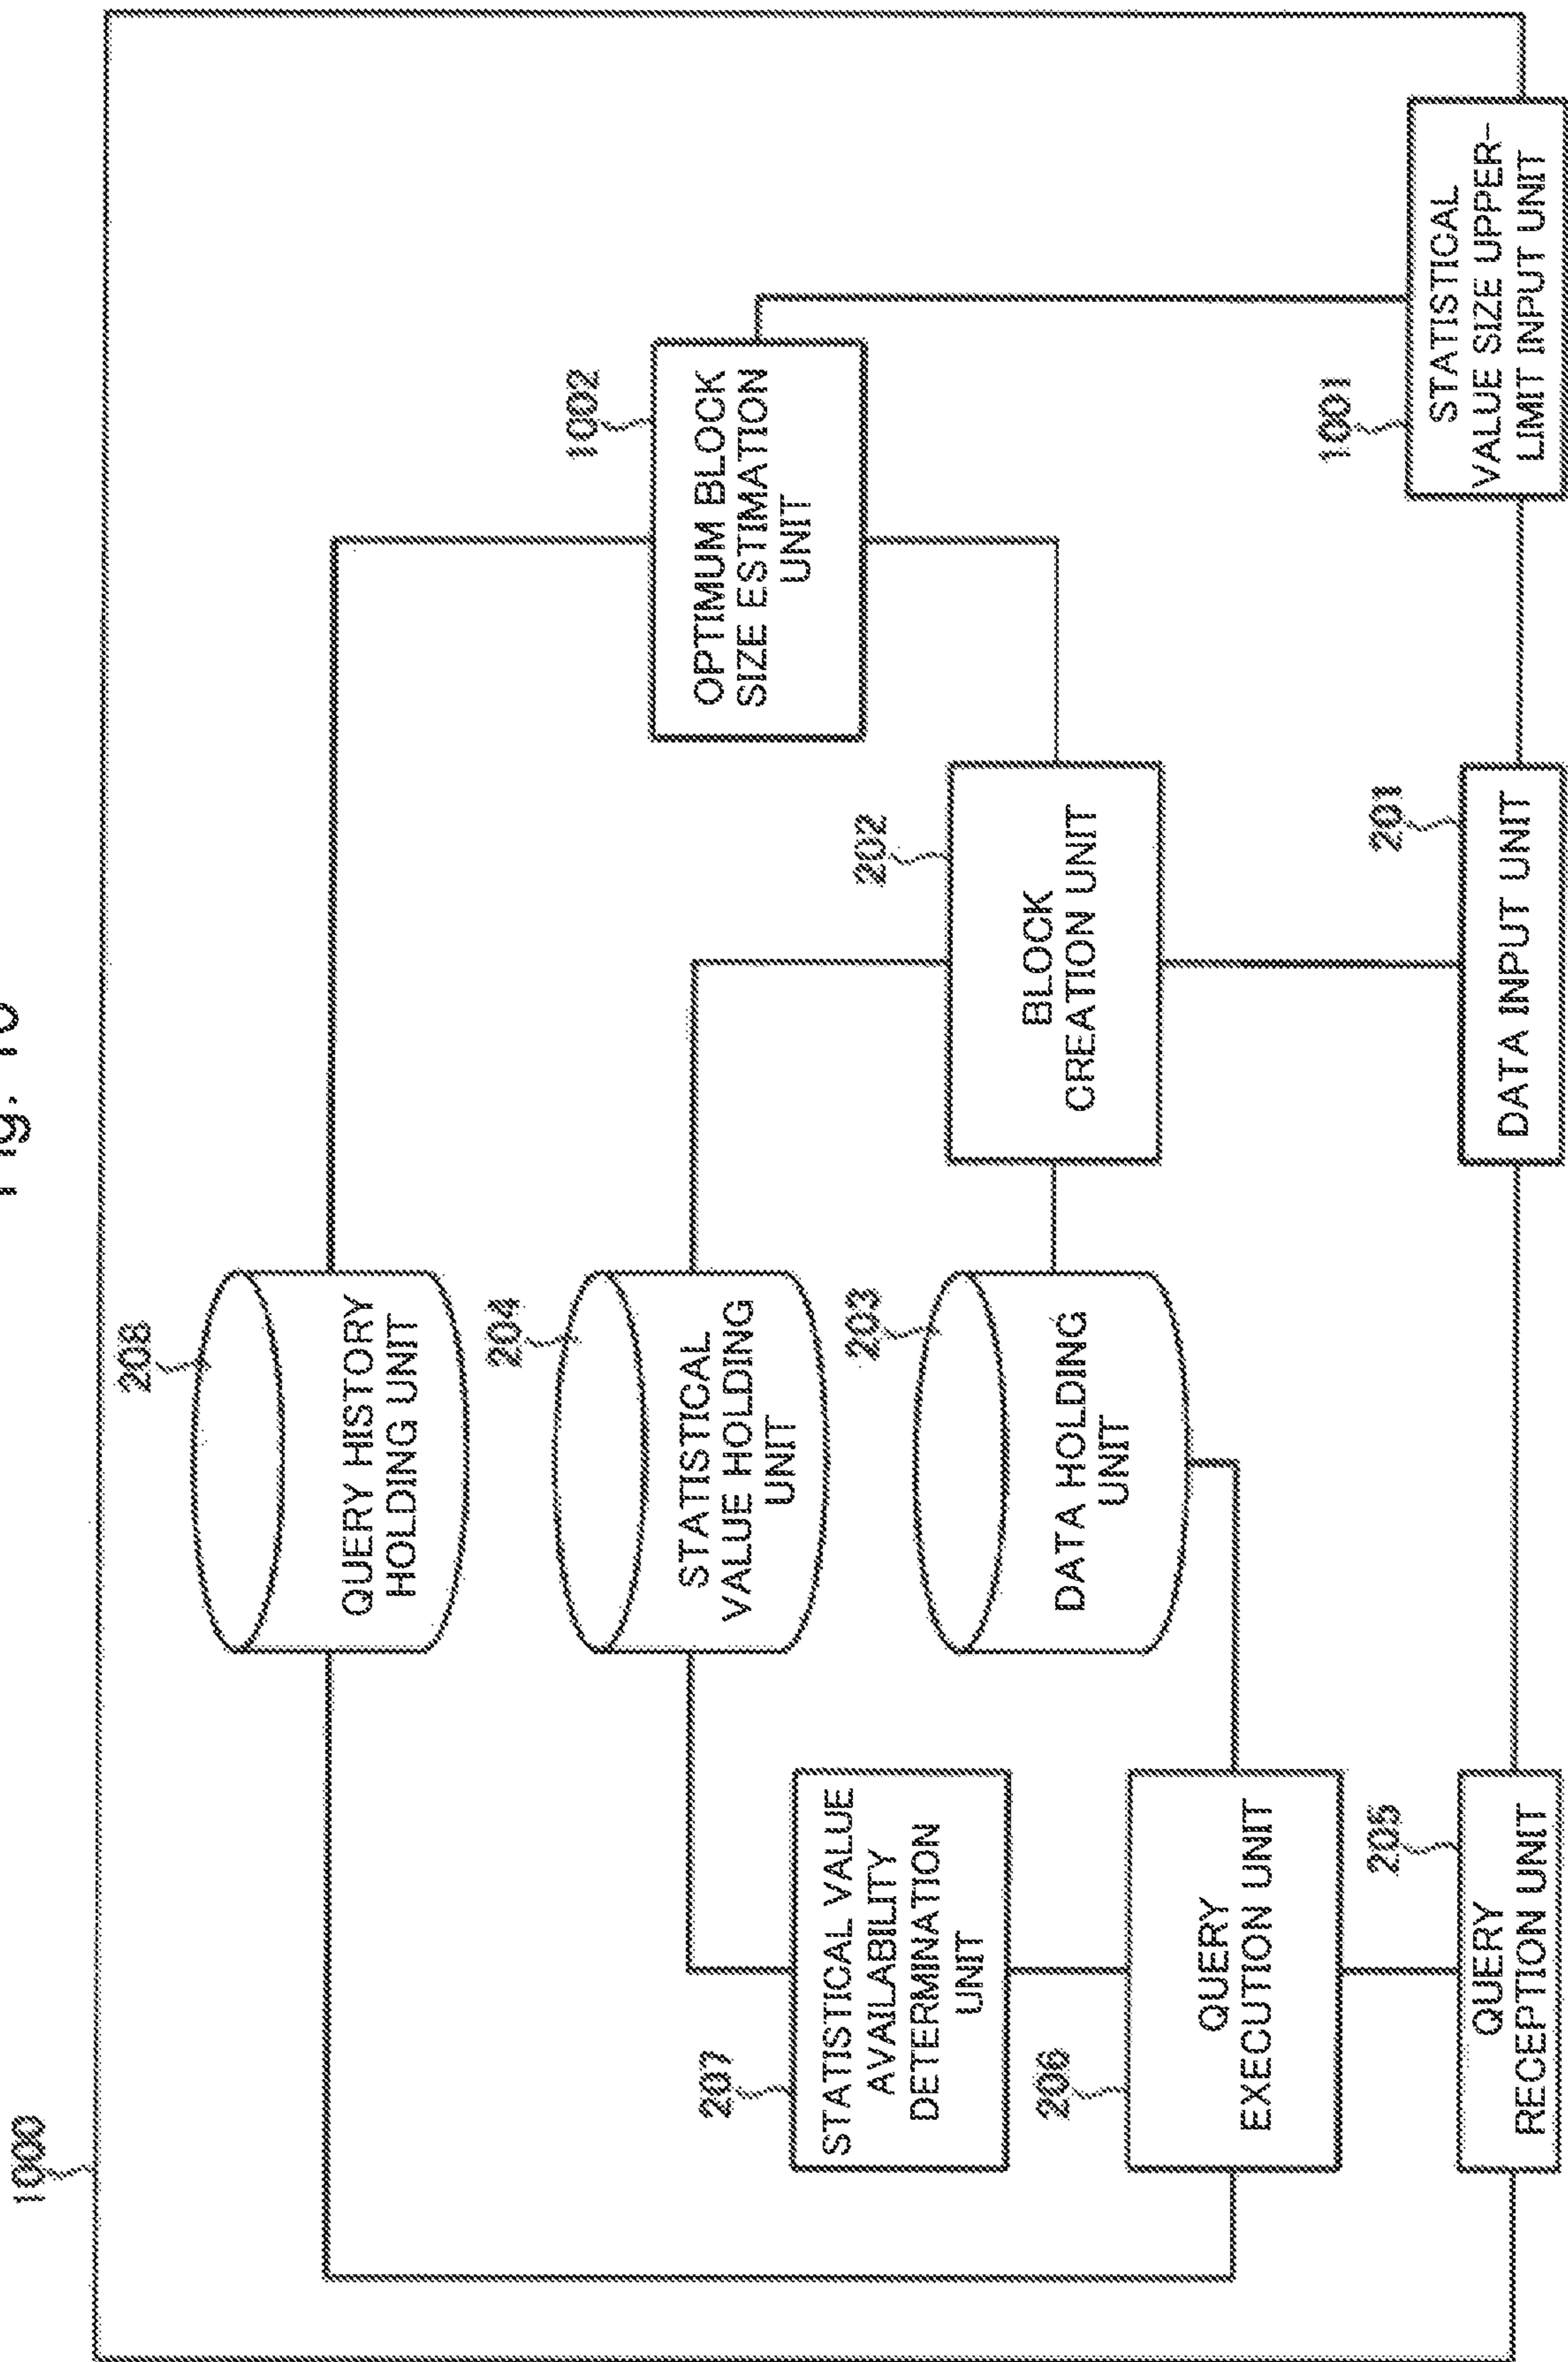 Fig. 10
1000
208
QUERY HISTORY
HOLDING UNIT
204
STATISTICAL
VALUE HOLDING
UNIT
203
DATA HOLDING
UNIT
207
STATISTICAL VALUE
AVAILABILITY
DETERMINATION
UNIT
206
QUERY
EXECUTION UNIT
205
QUERY
RECEPTION UNIT
1002
OPTIMUM BLOCK
SIZE ESTIMATION
UNIT
202
BLOCK
CREATION UNIT
201
DATA INPUT UNIT
1001
STATISTICAL
VALUE SIZE UPPER-
LIMIT INPUT UNIT